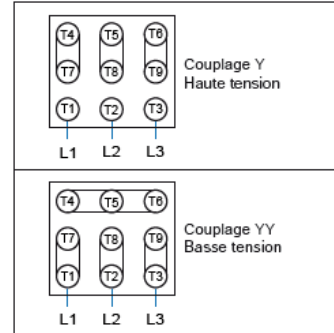 T4 T5 T6
T7 T8 T9
Couplage Y
Haute tension
T1 T2 T3
L1 L2 L3
T4 T5 T6
T7 T8 T9
Couplage YY
Basse tension
T1 T2 T3
L1 L2 L3